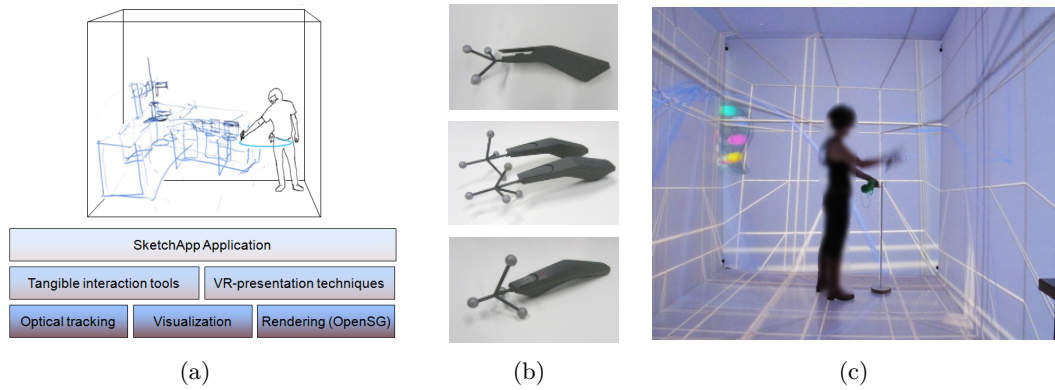 SketchApp Application
Tangible interaction tools
VR-presentation techniques
Optical tracking
Visualization
Rendering (OpenSG)
(a)
(b)
(c)